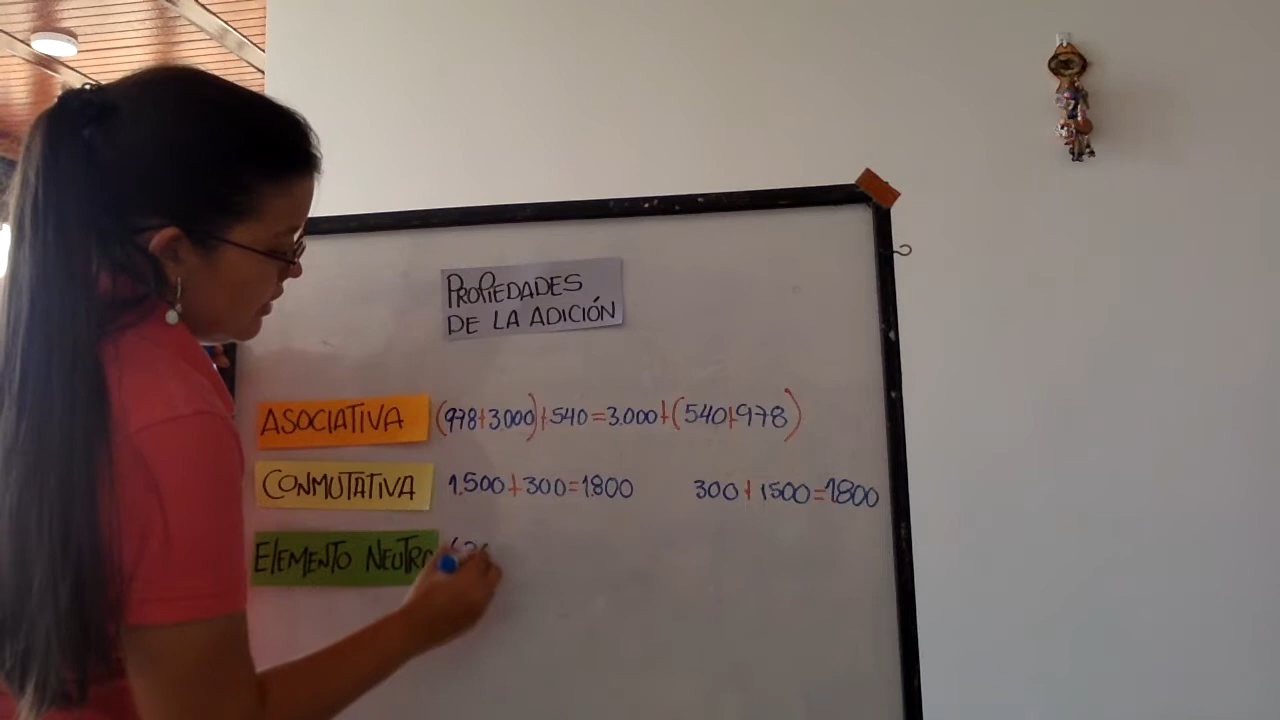 PROPIEDADES
DE LA ADICIÓN
ASOCIATIVA (978+3.000)+540=3.000+(540+978)
CONMUTATIVA 1.500+300=1800 300+1500=1800
ELEMENTO NEUTRO